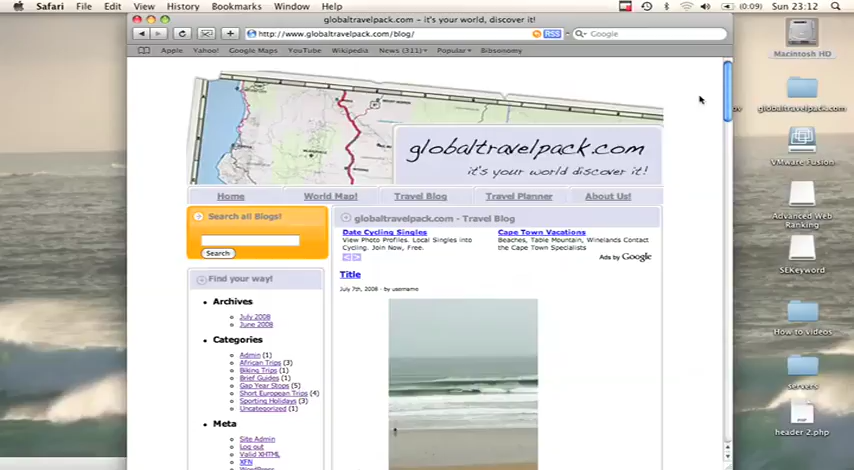 Safari File Edit View History Bookmarks Window Help (0:09) Sun 23:12
globaltravelpack.com – it's your world, discover it!
http://www.globaltravelpack.com/blog/ RSS Google
Apple Yahoo! Google Maps YouTube Wikipedia News (311) Popular Bibsonomy
globaltravelpack.com
it's your world discover it!
Home World Map! Travel Blog Travel Planner About Us!
Search all Blogs!
Search
Find your way!
Archives
July 2008
June 2008
Categories
Admin (1)
African Trips (3)
Biking Trips (1)
Brief Guides (1)
Gap Year Stops (5)
Short European Trips (4)
Sporting Holidays (3)
Uncategorized (1)
Meta
Site Admin
Log out
Valid XHTML
XFN
WordPress
globaltravelpack.com - Travel Blog
Date Cycling Singles
View Photo Profiles. Local Singles into
Cycling. Join Now, Free.
Cape Town Vacations
Beaches, Table Mountain, Winelands Contact
the Cape Town Specialists
Ads by Google
Title
July 7th, 2008 - by username
Macintosh HD
globaltravelpack.com
VMware Fusion
Advanced Web
Ranking
SEKeyword
How to videos
servers
header 2.php